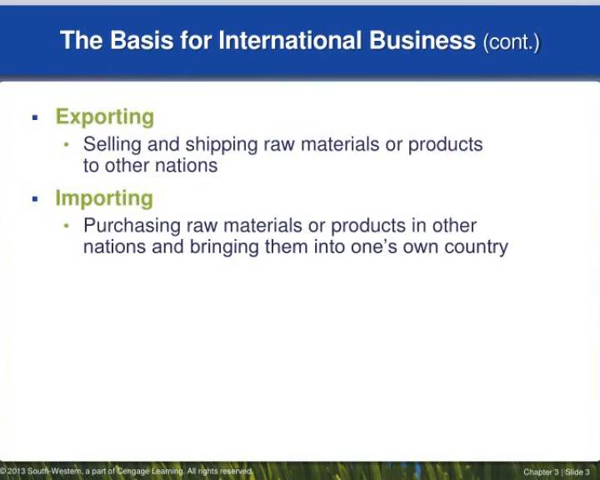 The Basis for International Business (cont.)
▪ Exporting
• Selling and shipping raw materials or products
to other nations
▪ Importing
• Purchasing raw materials or products in other
nations and bringing them into one’s own country
© 2013 South-Western, a part of Cengage Learning. All rights reserved.
Chapter 3 | Slide 3